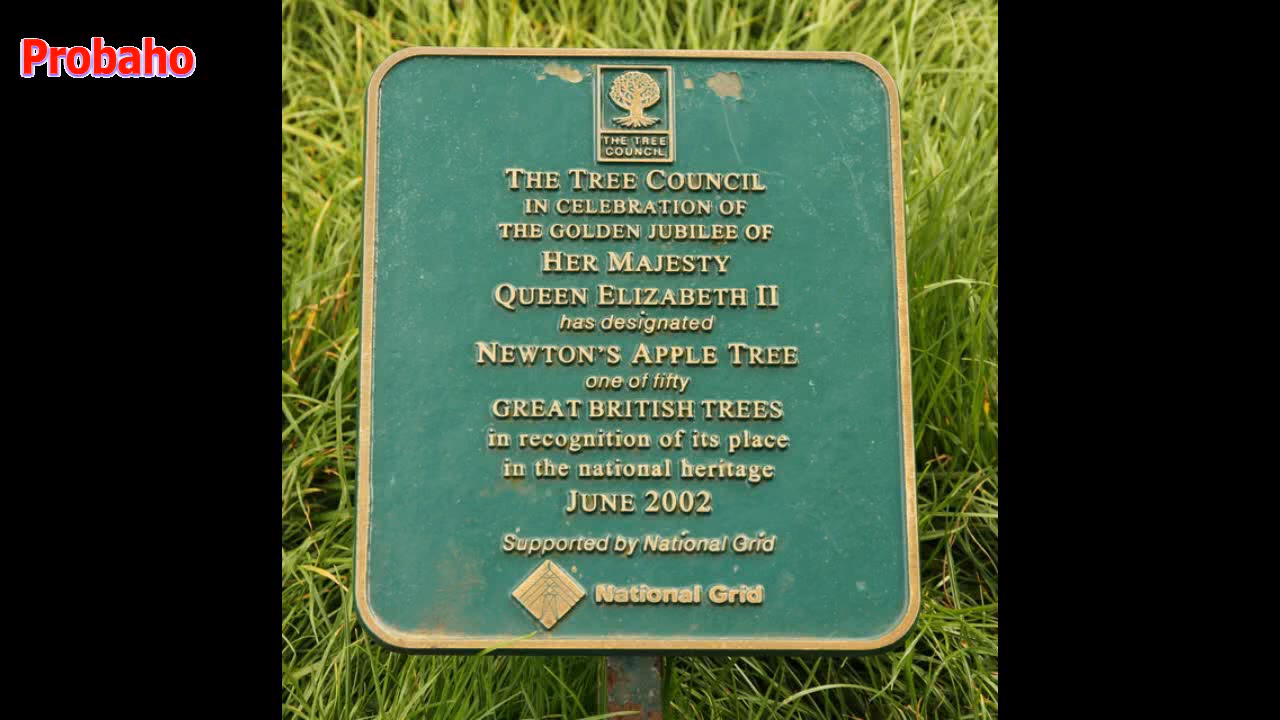 Probaho
THE TREE
COUNCIL
THE TREE COUNCIL
IN CELEBRATION OF
THE GOLDEN JUBILEE OF
HER MAJESTY
QUEEN ELIZABETH II
has designated
NEWTON'S APPLE TREE
one of fifty
GREAT BRITISH TREES
in recognition of its place
in the national heritage
JUNE 2002
Supported by National Grid
National Grid